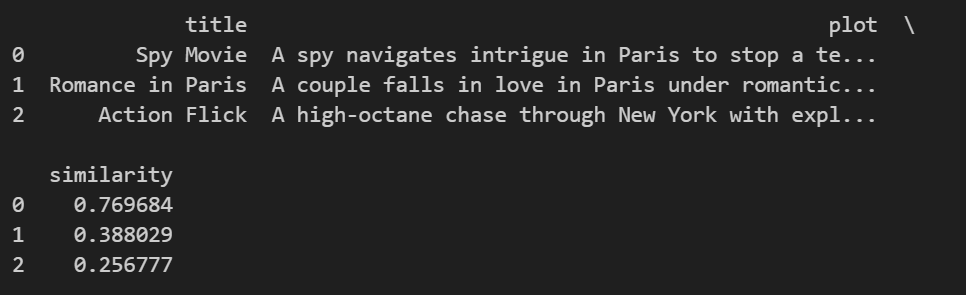 title plot \
0 Spy Movie A spy navigates intrigue in Paris to stop a te...
1 Romance in Paris A couple falls in love in Paris under romantic...
2 Action Flick A high-octane chase through New York with expl...
similarity
0 0.769684
1 0.388029
2 0.256777